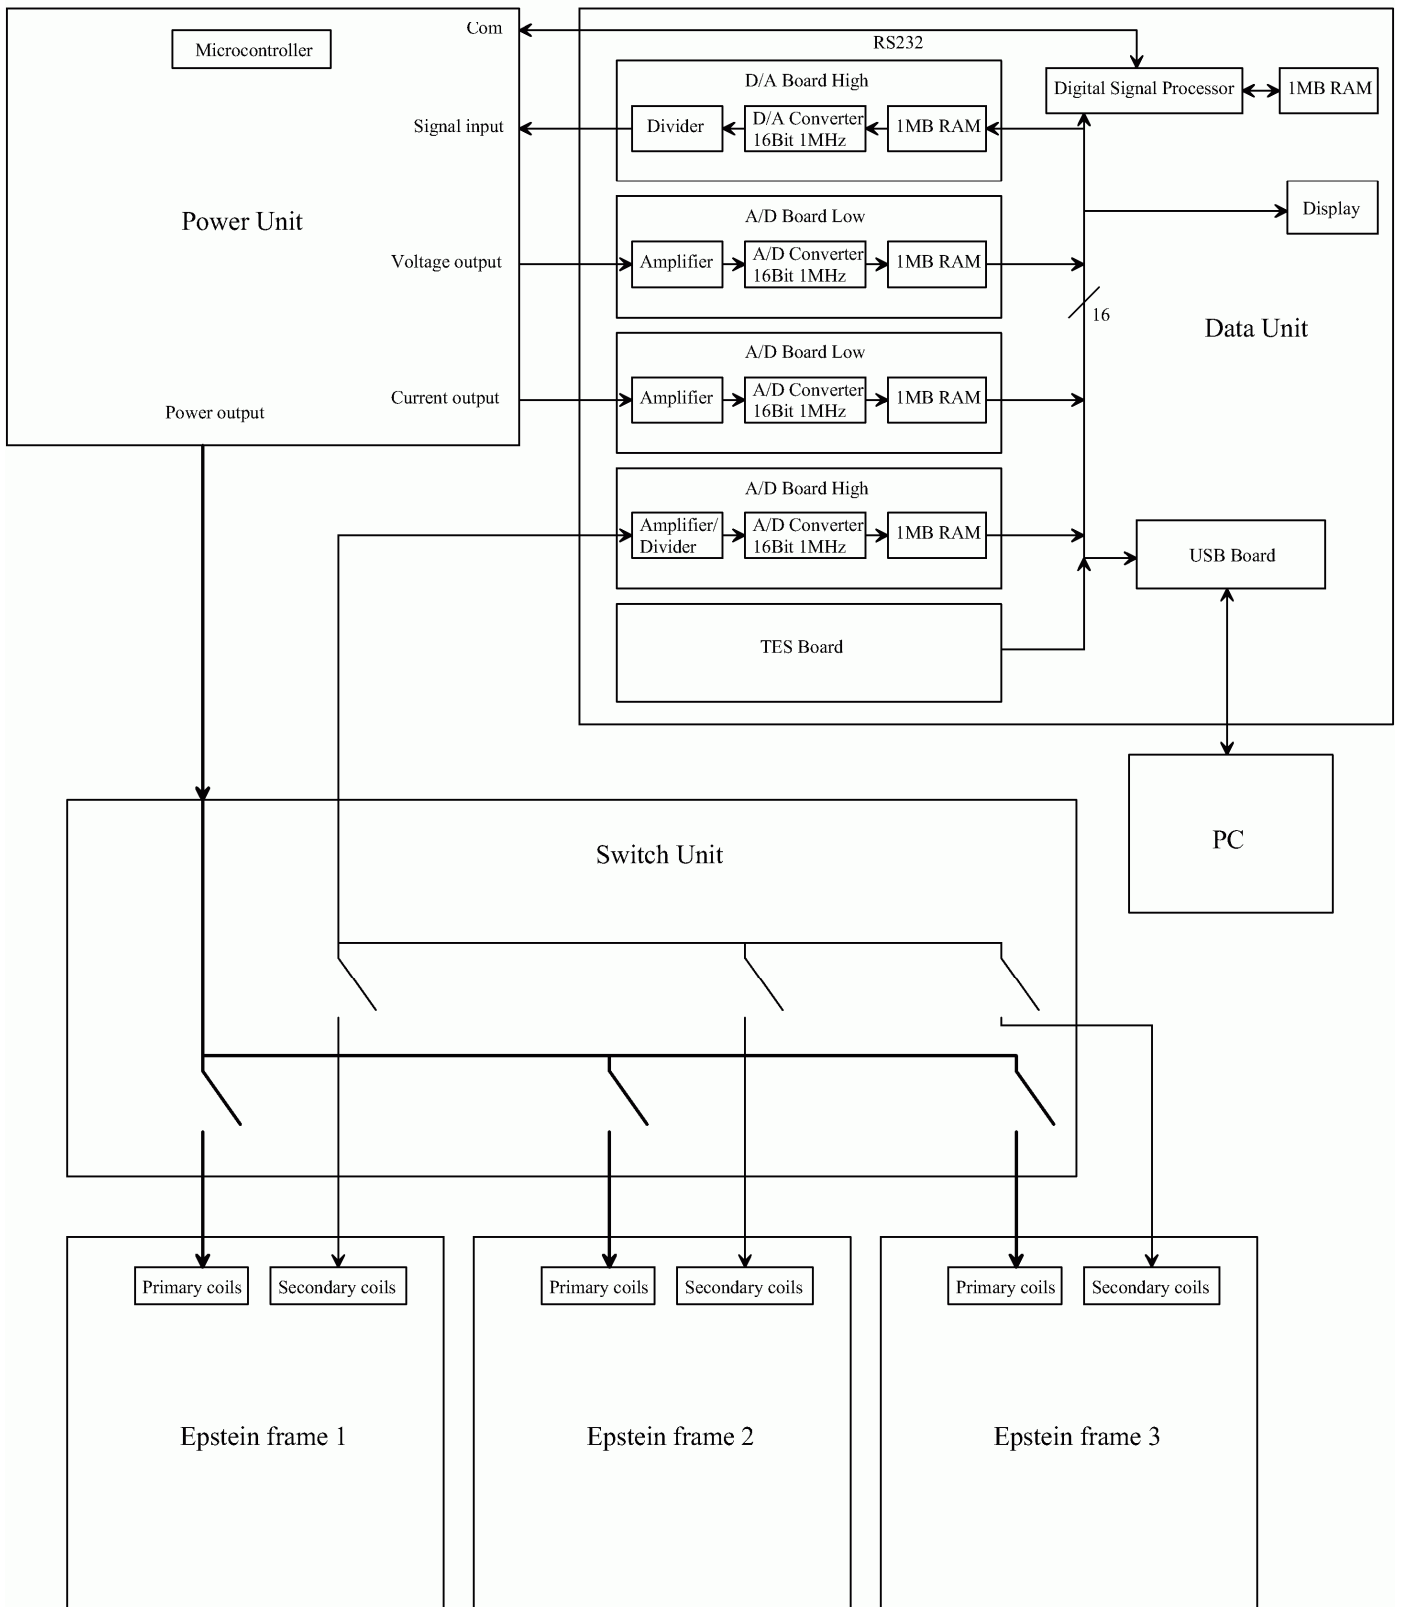 Com
RS232
Microcontroller
D/A Board High
Digital Signal Processor
1MB RAM
Signal input
Divider
D/A Converter
16Bit 1MHz
1MB RAM
Power Unit
A/D Board Low
Display
Voltage output
Amplifier
A/D Converter
16Bit 1MHz
1MB RAM
16
Data Unit
A/D Board Low
Current output
Amplifier
A/D Converter
16Bit 1MHz
1MB RAM
Power output
A/D Board High
Amplifier/
Divider
A/D Converter
16Bit 1MHz
1MB RAM
USB Board
TES Board
PC
Switch Unit
Primary coils
Secondary coils
Primary coils
Secondary coils
Primary coils
Secondary coils
Epstein frame 1
Epstein frame 2
Epstein frame 3